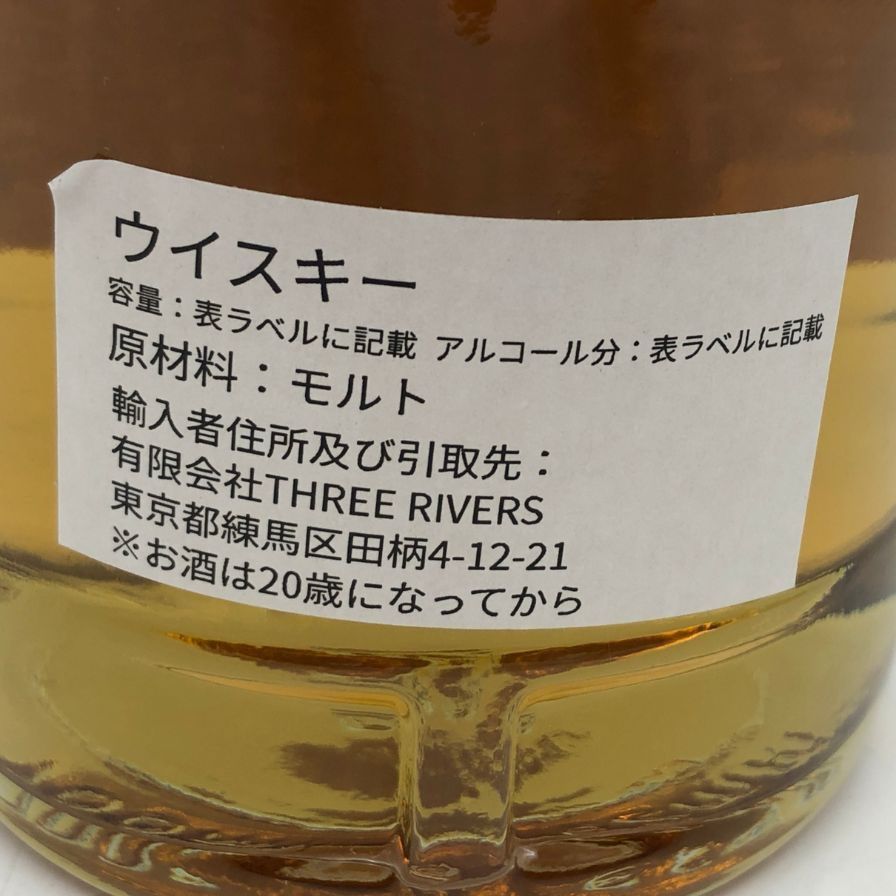 ウイスキー
容量：表ラベルに記載 アルコール分：表ラベルに記載
原材料：モルト
輸入者住所及び引取先：
有限会社THREE RIVERS
東京都練馬区田柄4-12-21
※お酒は20歳になってから